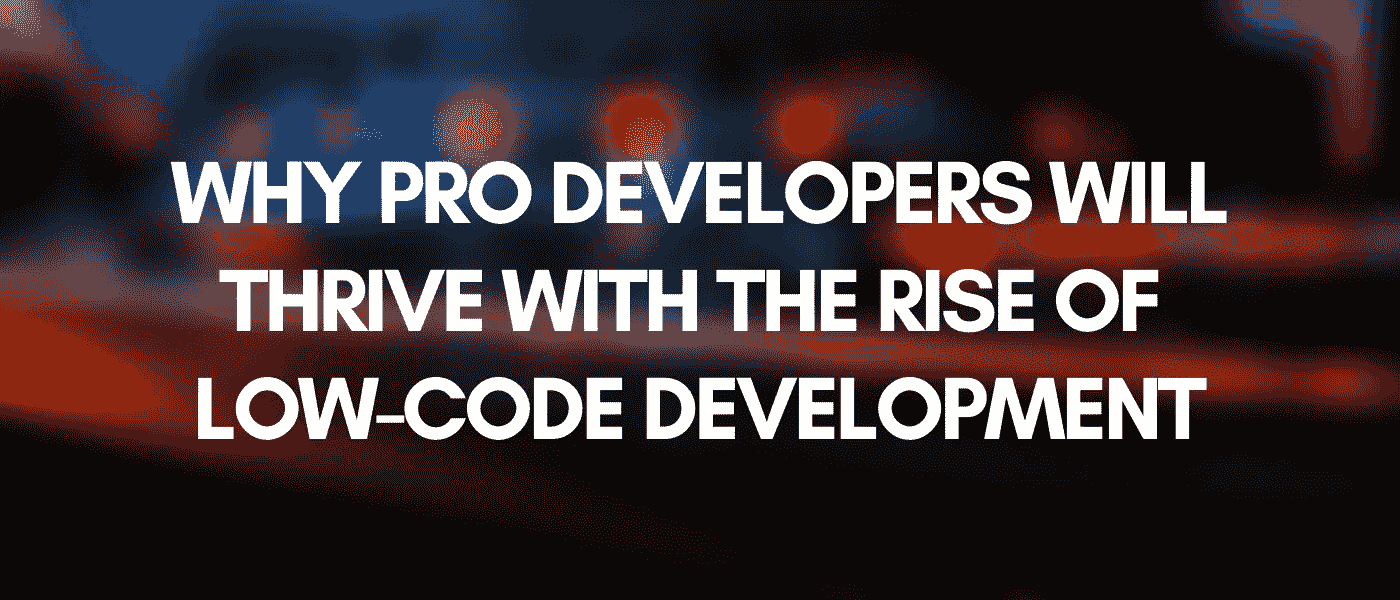 WHY PRO DEVELOPERS WILL
THRIVE WITH THE RISE OF
LOW-CODE DEVELOPMENT